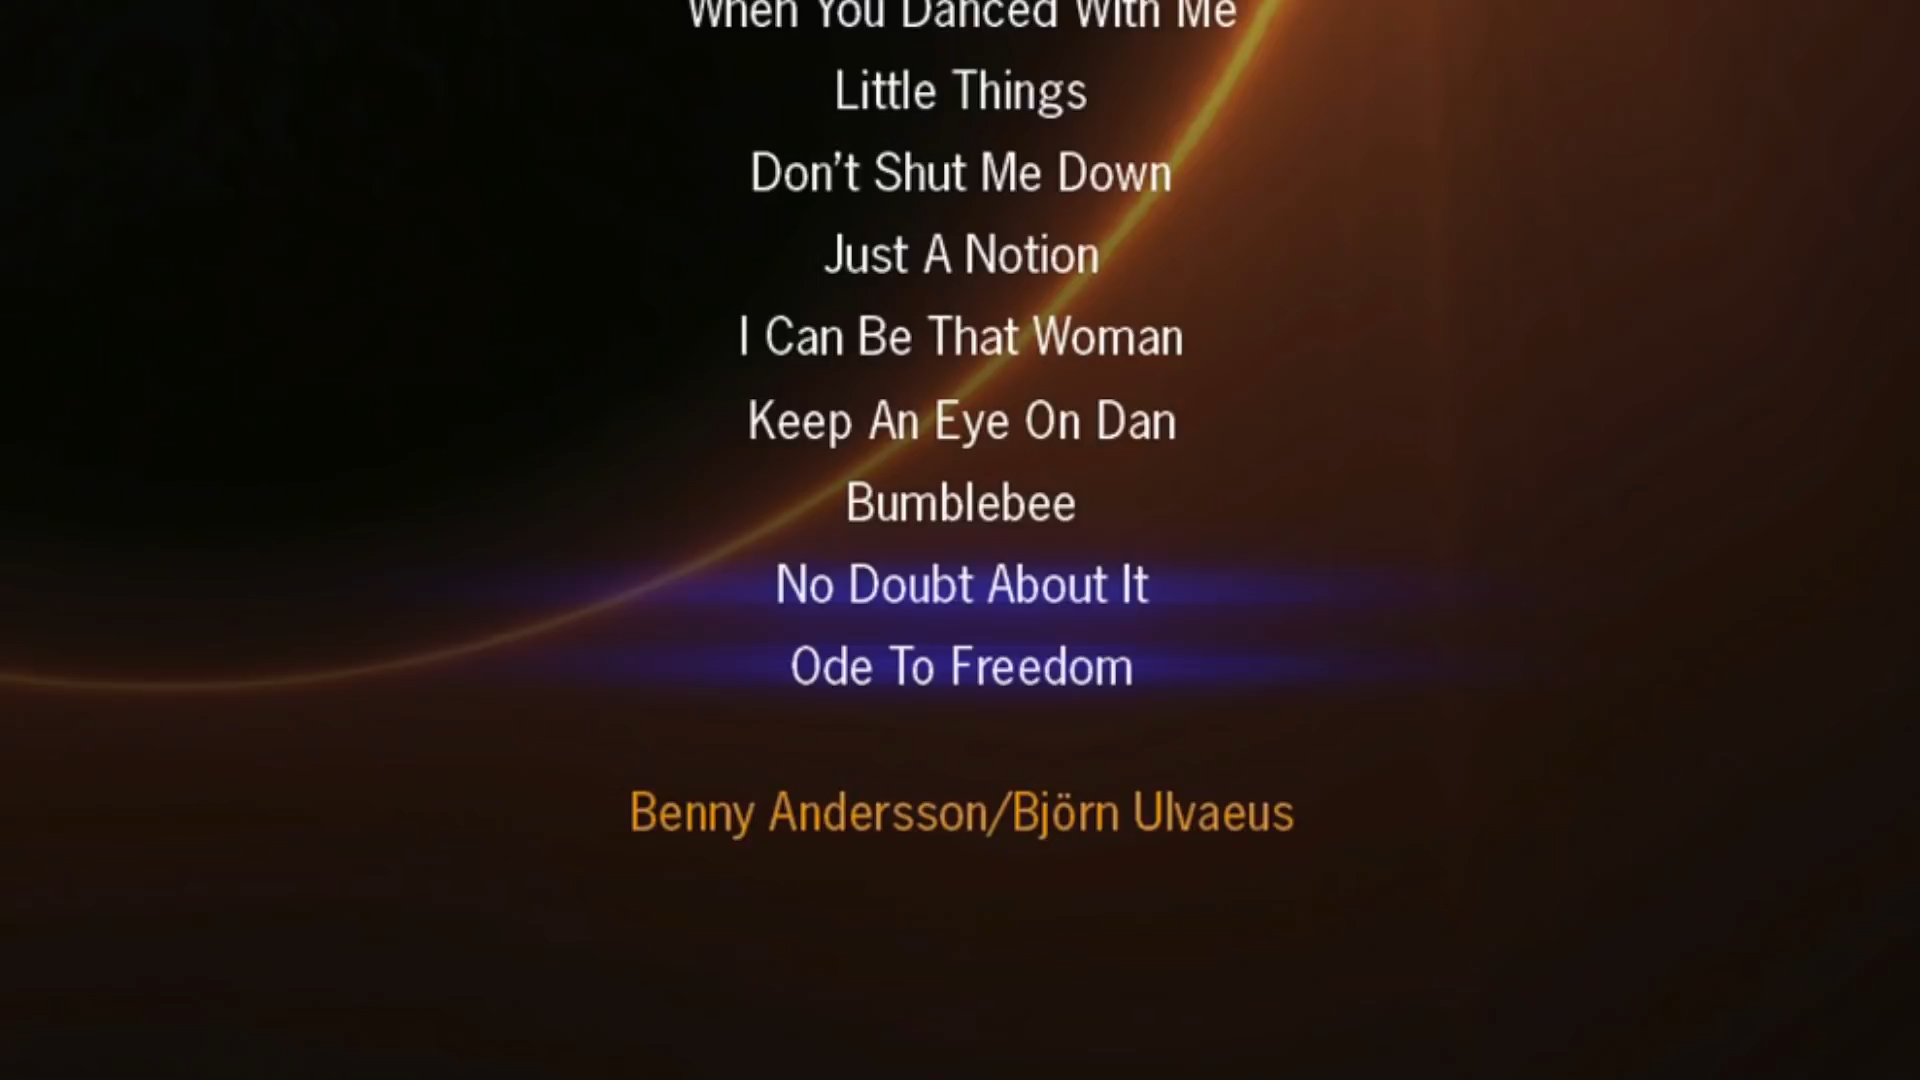 When You Danced With Me
Little Things
Don’t Shut Me Down
Just A Notion
I Can Be That Woman
Keep An Eye On Dan
Bumblebee
No Doubt About It
Ode To Freedom
Benny Andersson/Björn Ulvaeus